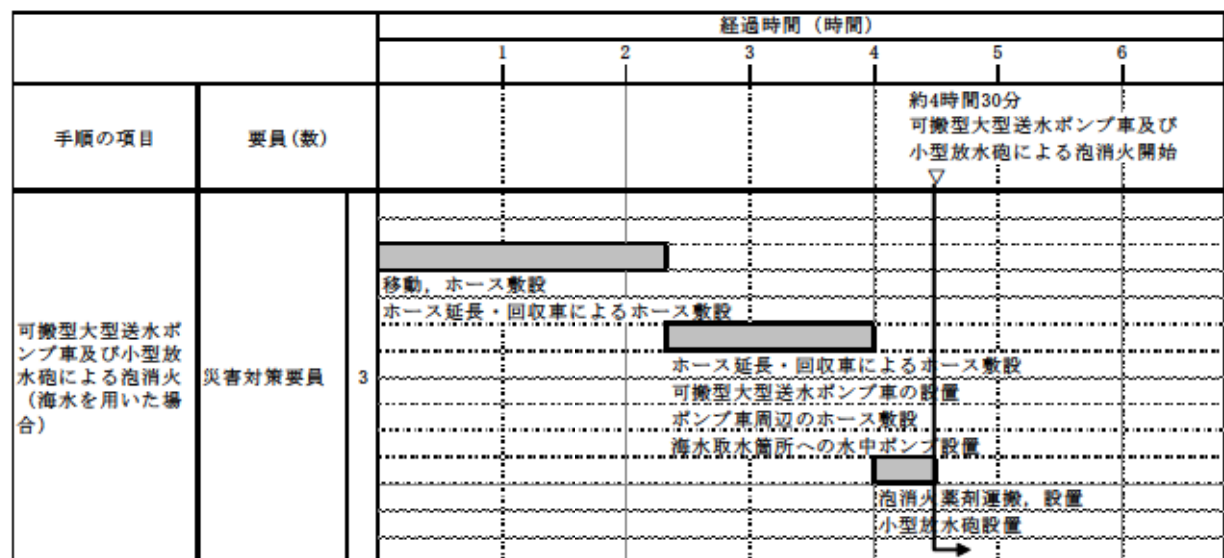 経過時間（時間）
1 2 3 4 5 6
手順の項目
要員(数)
約4時間30分
可搬型大型送水ポンプ車及び
小型放水砲による泡消火開始
▽
可搬型大型送水ポ
ンプ車及び小型放
水砲による泡消火
（海水を用いた場
合）
災害対策要員
3
移動，ホース敷設
ホース延長・回収車によるホース敷設
ホース延長・回収車によるホース敷設
可搬型大型送水ポンプ車の設置
ポンプ車周辺のホース敷設
海水取水箇所への水中ポンプ設置
泡消火薬剤運搬，設置
小型放水砲設置